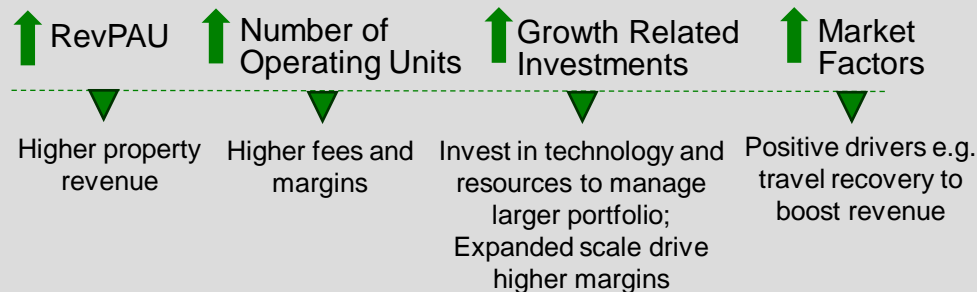 RevPAU
Number of
Operating Units
Growth Related
Investments
Market
Factors
Higher property
revenue
Higher fees and
margins
Invest in technology and
resources to manage
larger portfolio;
Expanded scale drive
higher margins
Positive drivers e.g.
travel recovery to
boost revenue